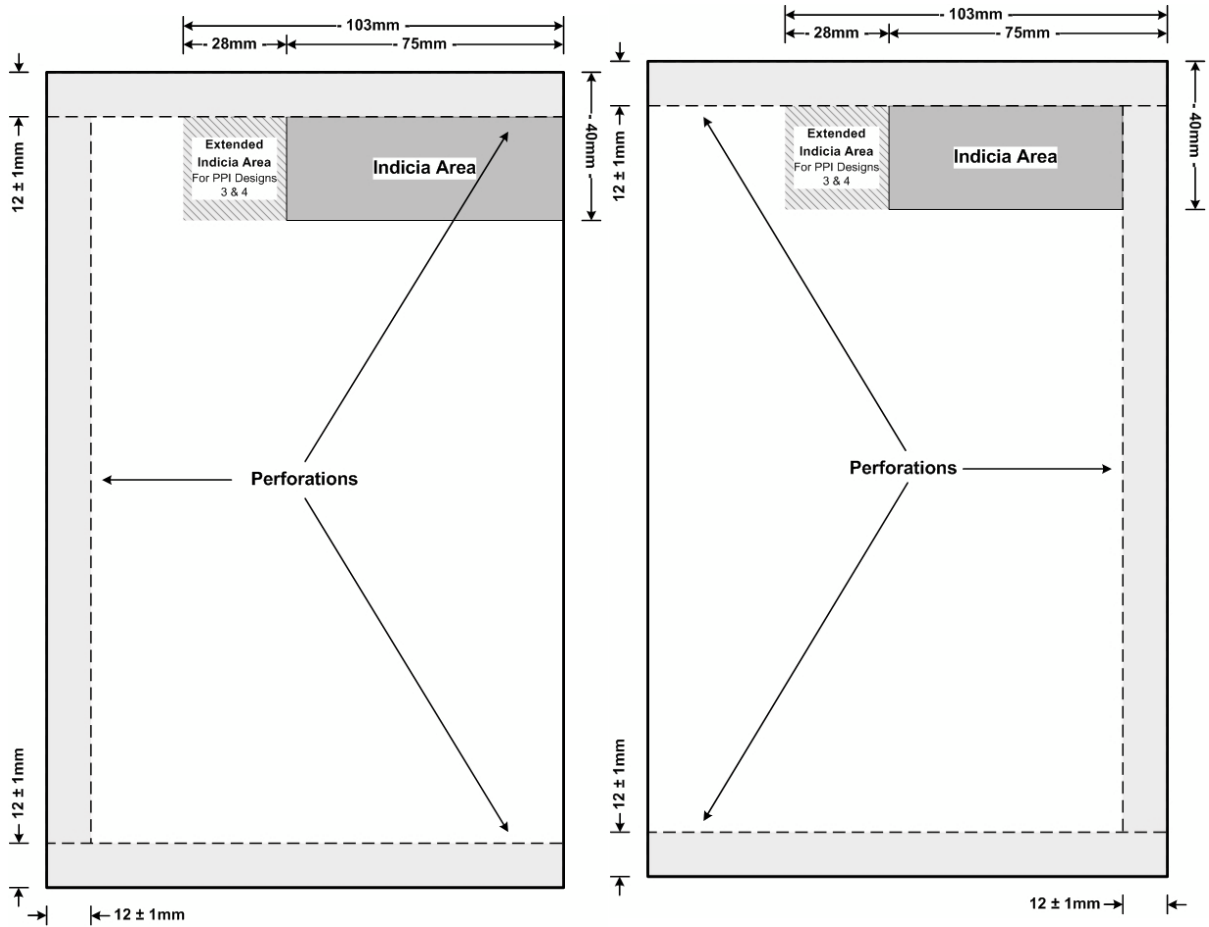 - 103mm -
- 28mm -
- 75mm -
12 ± 1mm
- 40mm -
Extended
Indicia Area
For PPI Designs
3 & 4
Indicia Area
Perforations
12 ± 1mm
12 ± 1mm
- 103mm -
- 28mm -
- 75mm -
12 ± 1mm
- 40mm -
Extended
Indicia Area
For PPI Designs
3 & 4
Indicia Area
Perforations
12 ± 1mm
12 ± 1mm